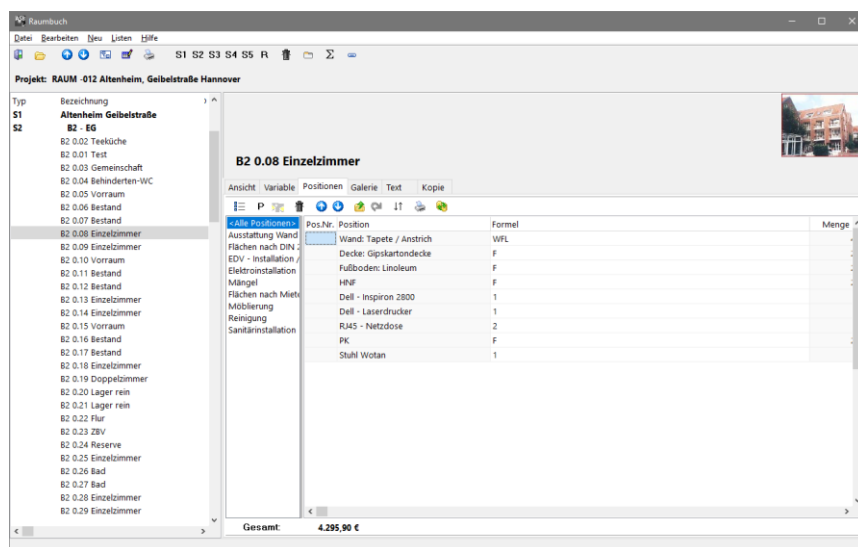 Raumbuch
Datei Bearbeiten Neu Listen Hilfe
S1 S2 S3 S4 S5 R Σ
Projekt: RAUM -012 Altenheim, Geibelstraße Hannover
Typ Bezeichnung
S1 Altenheim Geibelstraße
S2 B2 - EG
B2 0.02 Teeküche
B2 0.01 Test
B2 0.03 Gemeinschaft
B2 0.04 Behinderten-WC
B2 0.05 Vorraum
B2 0.06 Bestand
B2 0.07 Bestand
B2 0.08 Einzelzimmer
B2 0.09 Einzelzimmer
B2 0.10 Vorraum
B2 0.11 Bestand
B2 0.12 Bestand
B2 0.13 Einzelzimmer
B2 0.14 Einzelzimmer
B2 0.15 Vorraum
B2 0.16 Bestand
B2 0.17 Bestand
B2 0.18 Einzelzimmer
B2 0.19 Doppelzimmer
B2 0.20 Lager rein
B2 0.21 Lager rein
B2 0.22 Flur
B2 0.23 ZBV
B2 0.24 Reserve
B2 0.25 Einzelzimmer
B2 0.26 Bad
B2 0.27 Bad
B2 0.28 Einzelzimmer
B2 0.29 Einzelzimmer
B2 0.08 Einzelzimmer
Ansicht Variable Positionen Galerie Text Kopie
P
<Alle Positionen>
Ausstattung Wand
Flächen nach DIN
EDV - Installation /
Elektroinstallation
Mängel
Flächen nach Miet
Möblierung
Reinigung
Sanitärinstallation
Pos.Nr. Position Formel Menge
Wand: Tapete / Anstrich WFL
Decke: Gipskartondecke F
Fußboden: Linoleum F
HNF F
Dell - Inspiron 2800 1
Dell - Laserdrucker 1
RJ45 - Netzdose 2
PK F
Stuhl Wotan 1
Gesamt: 4.295,90 €